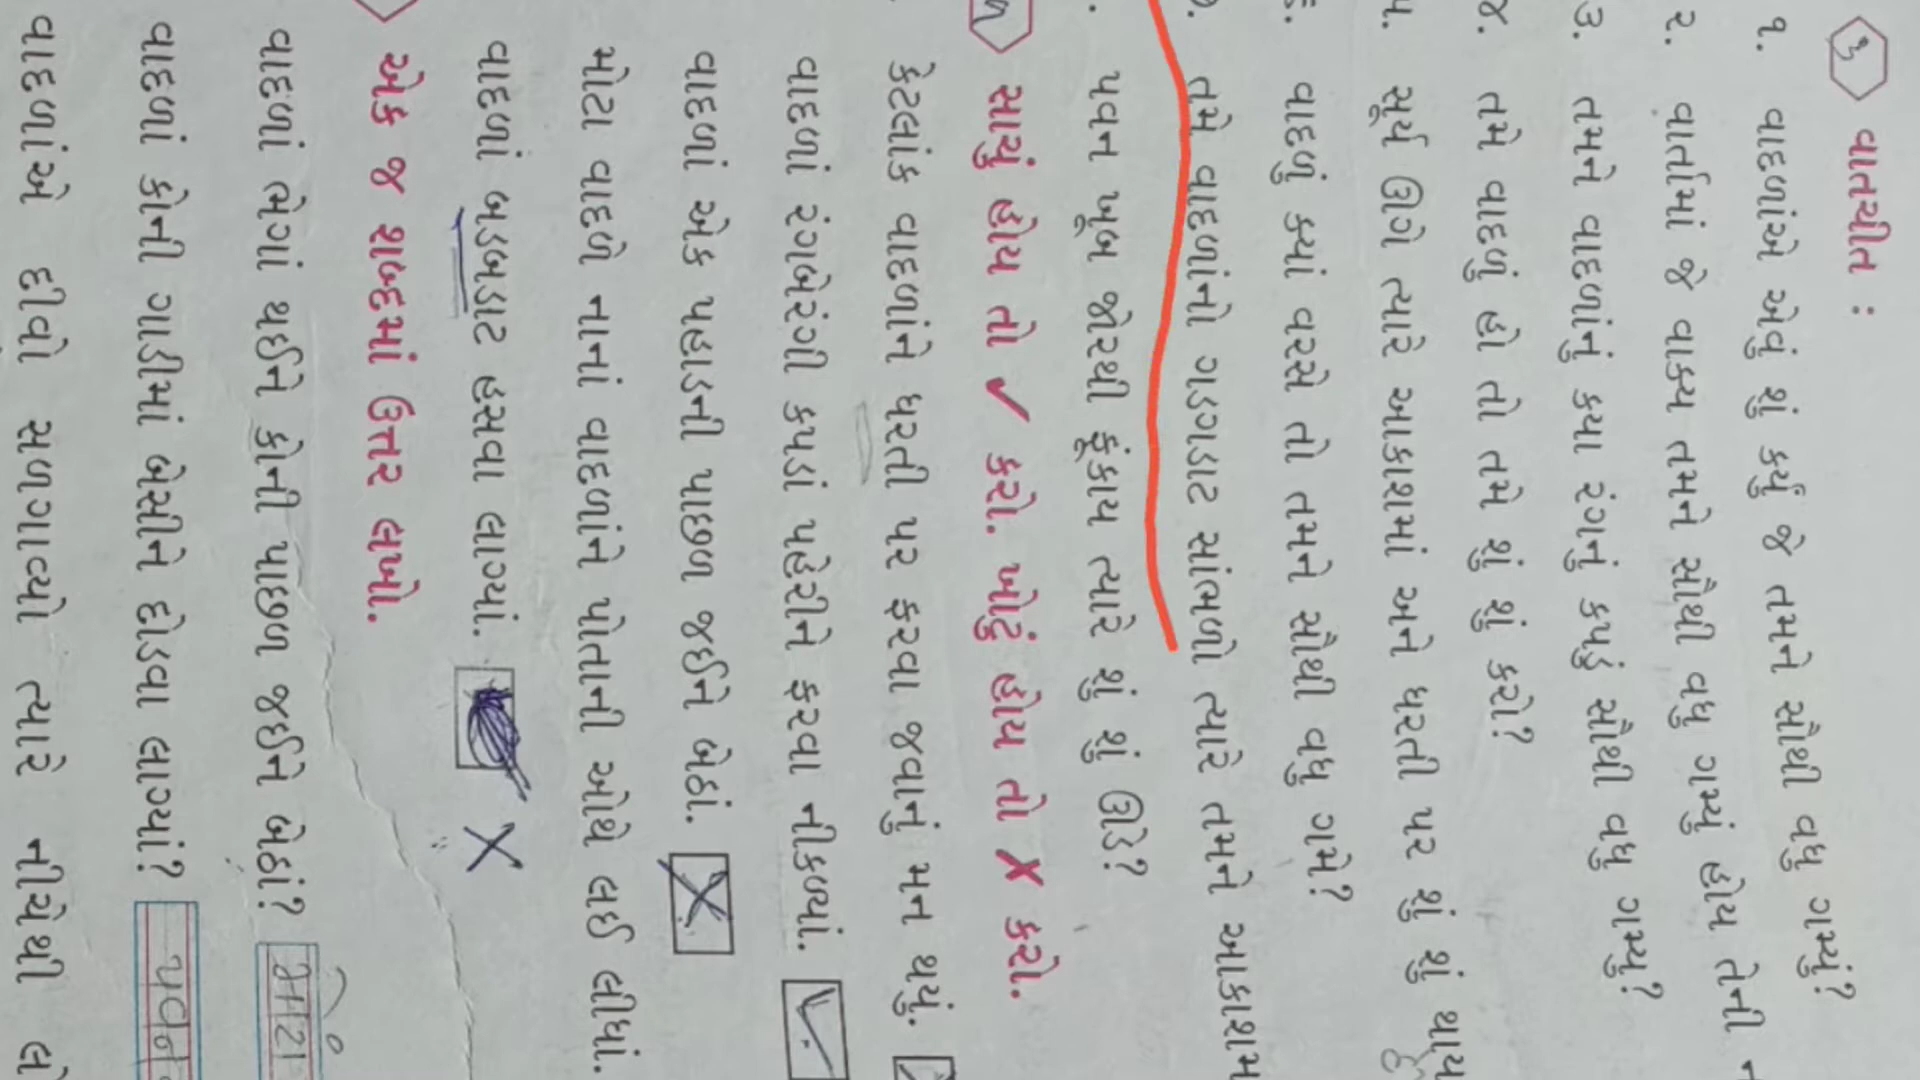 વાતચીત :
૧. વાદળાંએ એવું શું કર્યું જે તમને સૌથી વધુ ગમ્યું?
૨. વાર્તામાં જે વાક્ય તમને સૌથી વધુ ગમ્યું હોય તેની ન
૩. તમને વાદળાંનું કયા રંગનું કપડું સૌથી વધુ ગમ્યુ?
૪. તમે વાદળું હો તો તમે શું શું કરો?
૫. સૂર્ય ઊગે ત્યારે આકાશમાં અને ધરતી પર શું શું થાય
૬. વાદળું ક્યાં વરસે તો તમને સૌથી વધુ ગમે?
૭. તમે વાદળાંનો ગડગડાટ સાંભળો ત્યારે તમને આકાશમ
પવન ખૂબ જોરથી ફૂંકાય ત્યારે શું શું ઊડે?
સાચું હોય તો ✓ કરો. ખોટું હોય તો ✗ કરો.
કેટલાંક વાદળાંને ધરતી પર ફરવા જવાનું મન થયું.
વાદળાં રંગબેરંગી કપડાં પહેરીને ફરવા નીકળ્યાં. ✓
વાદળાં એક પહાડની પાછળ જઈને બેઠાં. ✗
મોટા વાદળે નાનાં વાદળાંને પોતાની ઓથે લઈ લીધાં.
વાદળાં ખડખડાટ હસવા લાગ્યાં. ✗
એક જ શબ્દમાં ઉત્તર લખો.
વાદળાં ભેગાં થઈને કોની પાછળ જઈને બેઠાં?
વાદળાં કોની ગાડીમાં બેસીને દોડવા લાગ્યાં? પવન
વાદળાંએ દીવો સળગાવ્યો ત્યારે નીચેથી લો